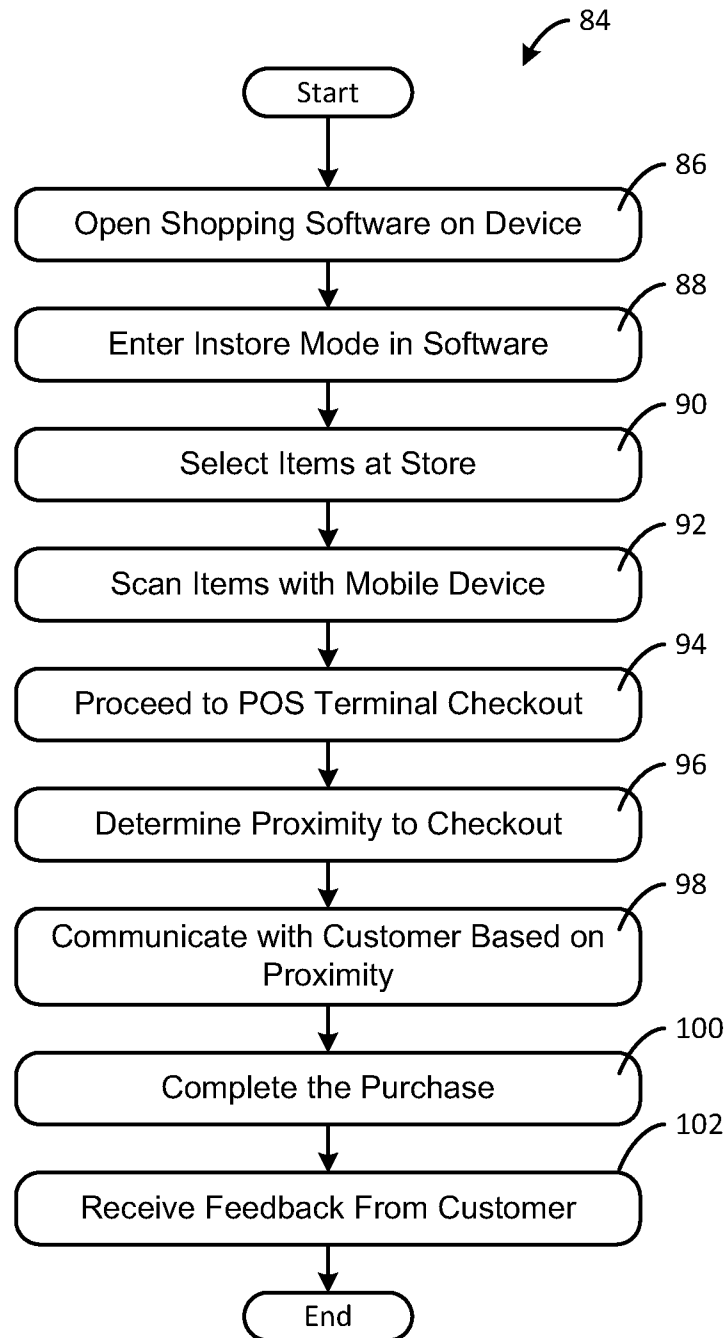 84
Start
86
Open Shopping Software on Device
88
Enter Instore Mode in Software
90
Select Items at Store
92
Scan Items with Mobile Device
94
Proceed to POS Terminal Checkout
96
Determine Proximity to Checkout
98
Communicate with Customer Based on
Proximity
100
Complete the Purchase
102
Receive Feedback From Customer
End